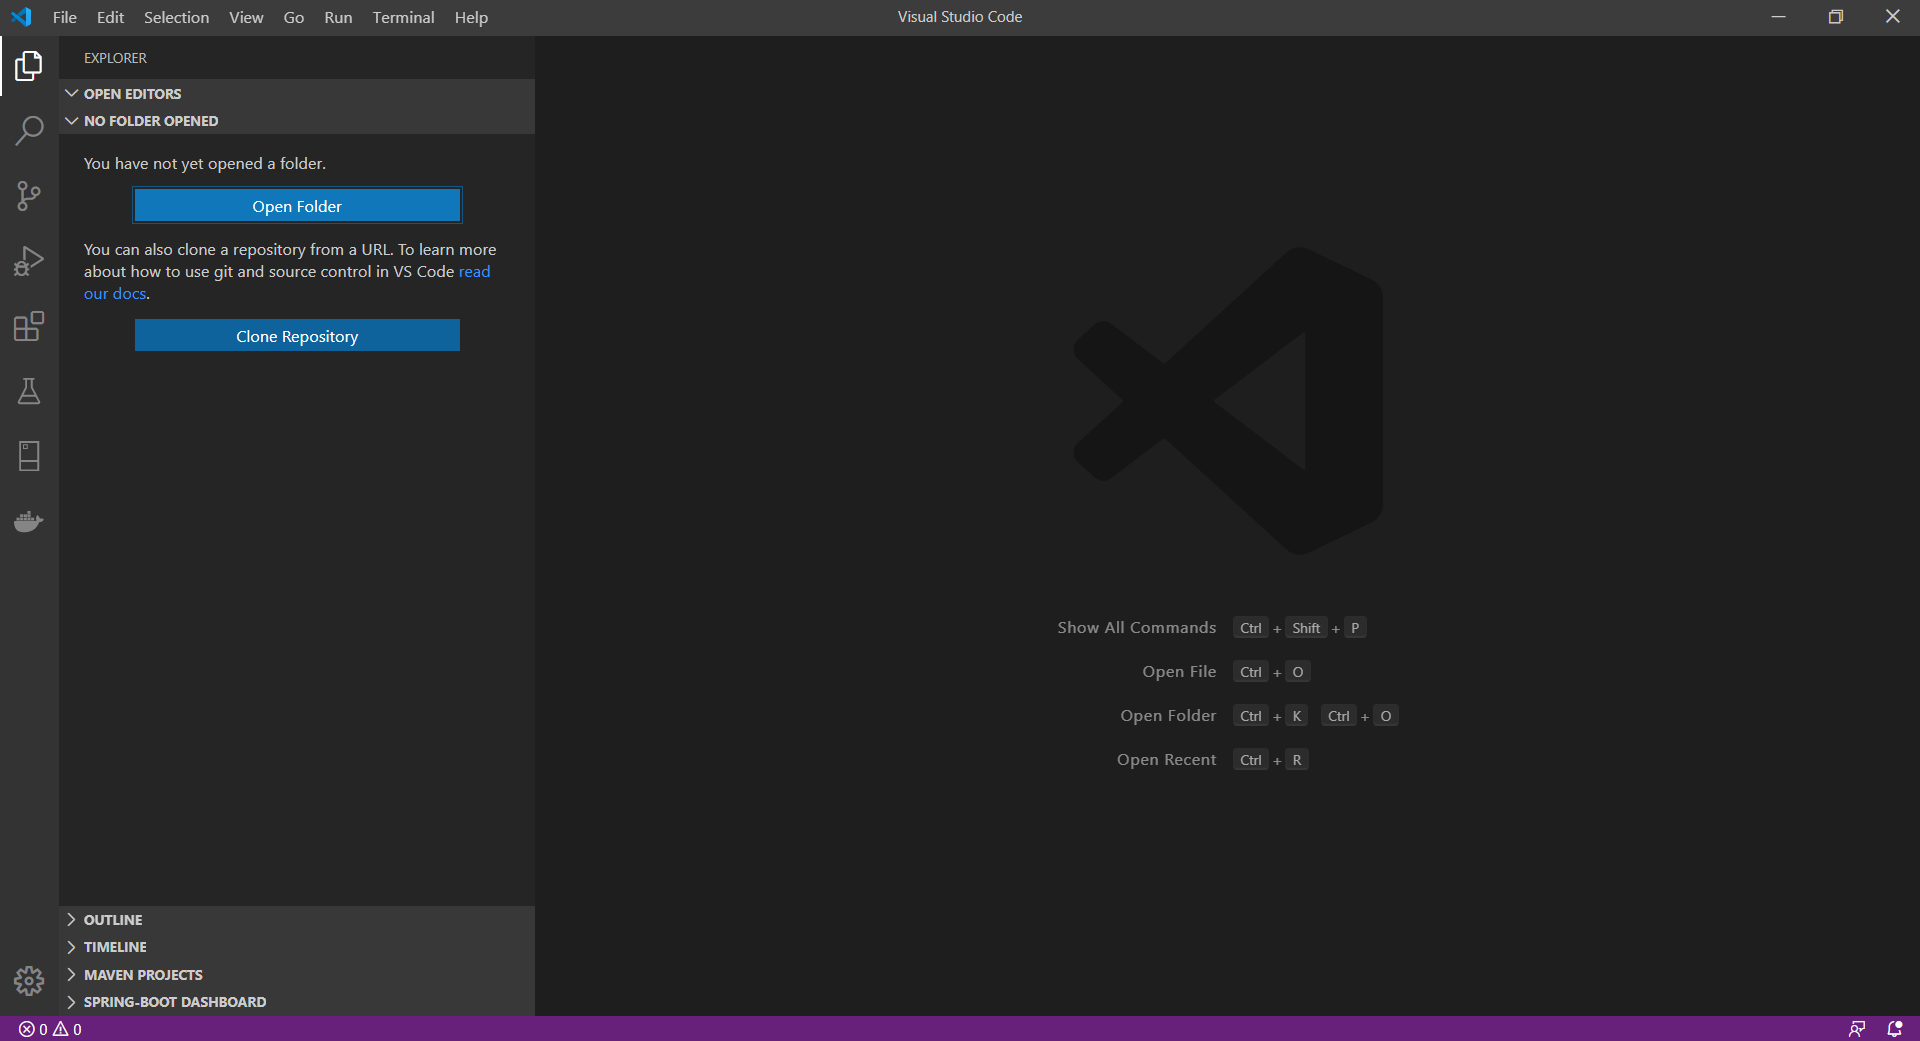 File Edit Selection View Go Run Terminal Help
Visual Studio Code
EXPLORER
OPEN EDITORS
NO FOLDER OPENED
You have not yet opened a folder.
Open Folder
You can also clone a repository from a URL. To learn more
about how to use git and source control in VS Code read
our docs.
Clone Repository
Show All Commands Ctrl + Shift + P
Open File Ctrl + O
Open Folder Ctrl + K Ctrl + O
Open Recent Ctrl + R
OUTLINE
TIMELINE
MAVEN PROJECTS
SPRING-BOOT DASHBOARD
0 0